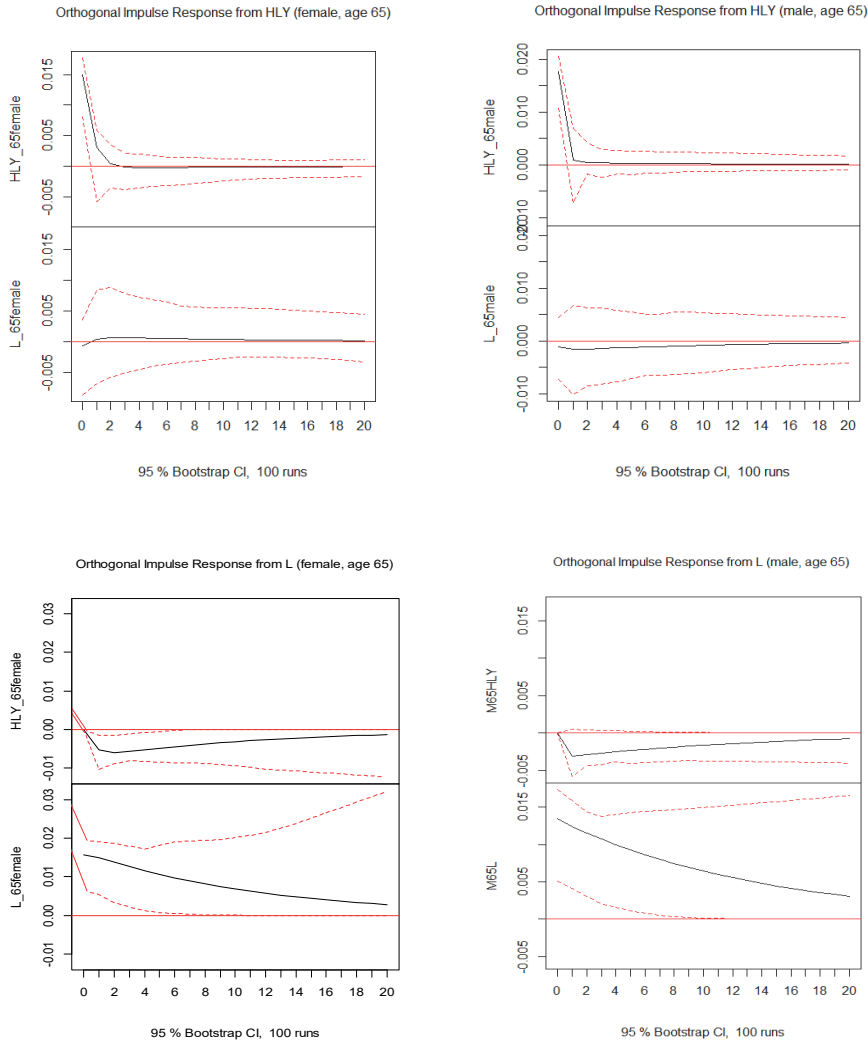 Orthogonal Impulse Response from HLY (female, age 65)
HLY_65female
0.015
0.005
-0.005
L_65female
0.015
0.005
-0.005
0 2 4 6 8 10 12 14 16 18 20
95 % Bootstrap CI, 100 runs
Orthogonal Impulse Response from HLY (male, age 65)
HLY_65male
0.020
0.010
0.000
-0.010
L_65male
0.020
0.010
0.000
-0.010
0 2 4 6 8 10 12 14 16 18 20
95 % Bootstrap CI, 100 runs
Orthogonal Impulse Response from L (female, age 65)
HLY_65female
0.03
0.02
0.01
0.00
-0.01
L_65female
0.03
0.02
0.01
0.00
-0.01
0 2 4 6 8 10 12 14 16 18 20
95 % Bootstrap CI, 100 runs
Orthogonal Impulse Response from L (male, age 65)
M65HLY
0.015
0.005
-0.005
M65L
0.015
0.005
-0.005
0 2 4 6 8 10 12 14 16 18 20
95 % Bootstrap CI, 100 runs